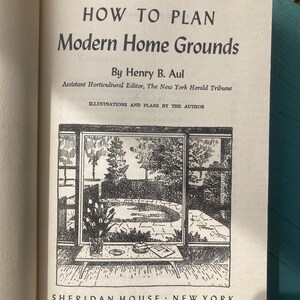 HOW TO PLAN
Modern Home Grounds
By Henry B. Aul
Assistant Horticultural Editor, The New York Herald Tribune
ILLUSTRATIONS AND PLANS BY THE AUTHOR
SHERIDAN HOUSE · NEW YORK